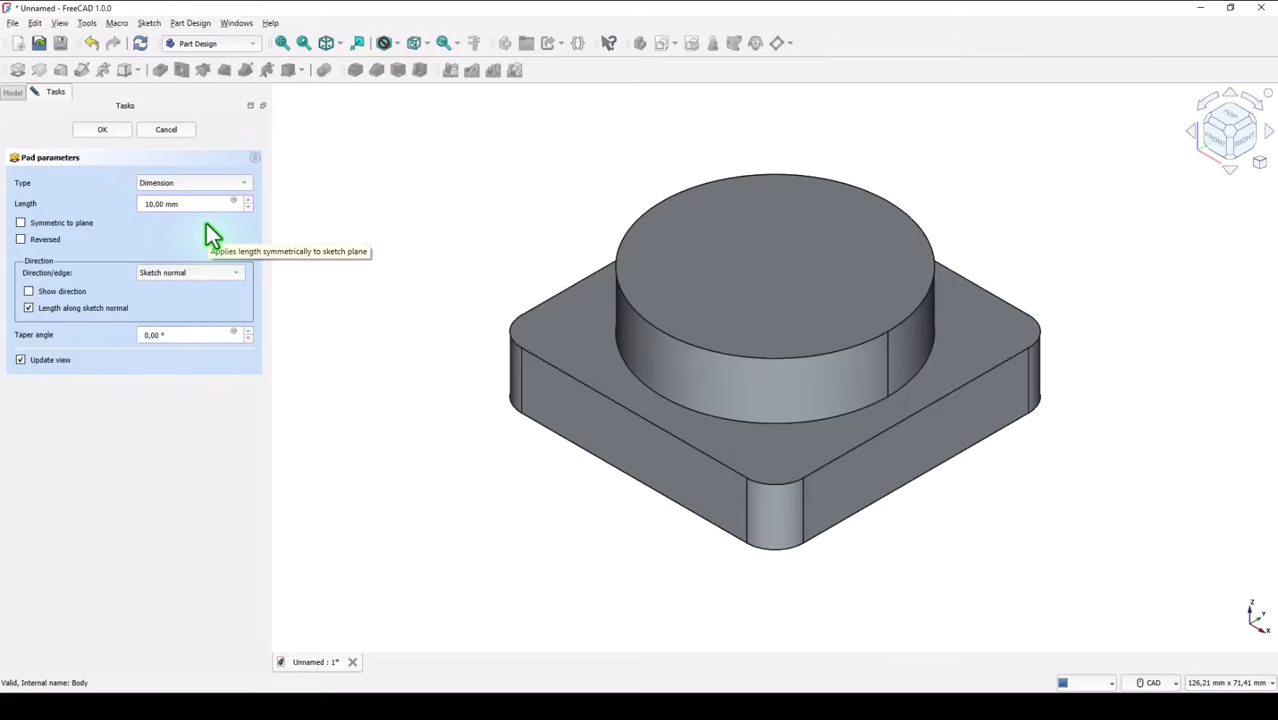 * Unnamed - FreeCAD 1.0.0
File Edit View Tools Macro Sketch Part Design Windows Help
Part Design
Model Tasks
Tasks
OK Cancel
Pad parameters
Type Dimension
Length 10,00 mm
Symmetric to plane
Reversed
Applies length symmetrically to sketch plane
Direction
Direction/edge: Sketch normal
Show direction
Length along sketch normal
Taper angle 0,00 °
Update view
TOP
FRONT RIGHT
Z
Y
X
Unnamed : 1*
Valid, Internal name: Body
CAD 126,21 mm x 71,41 mm